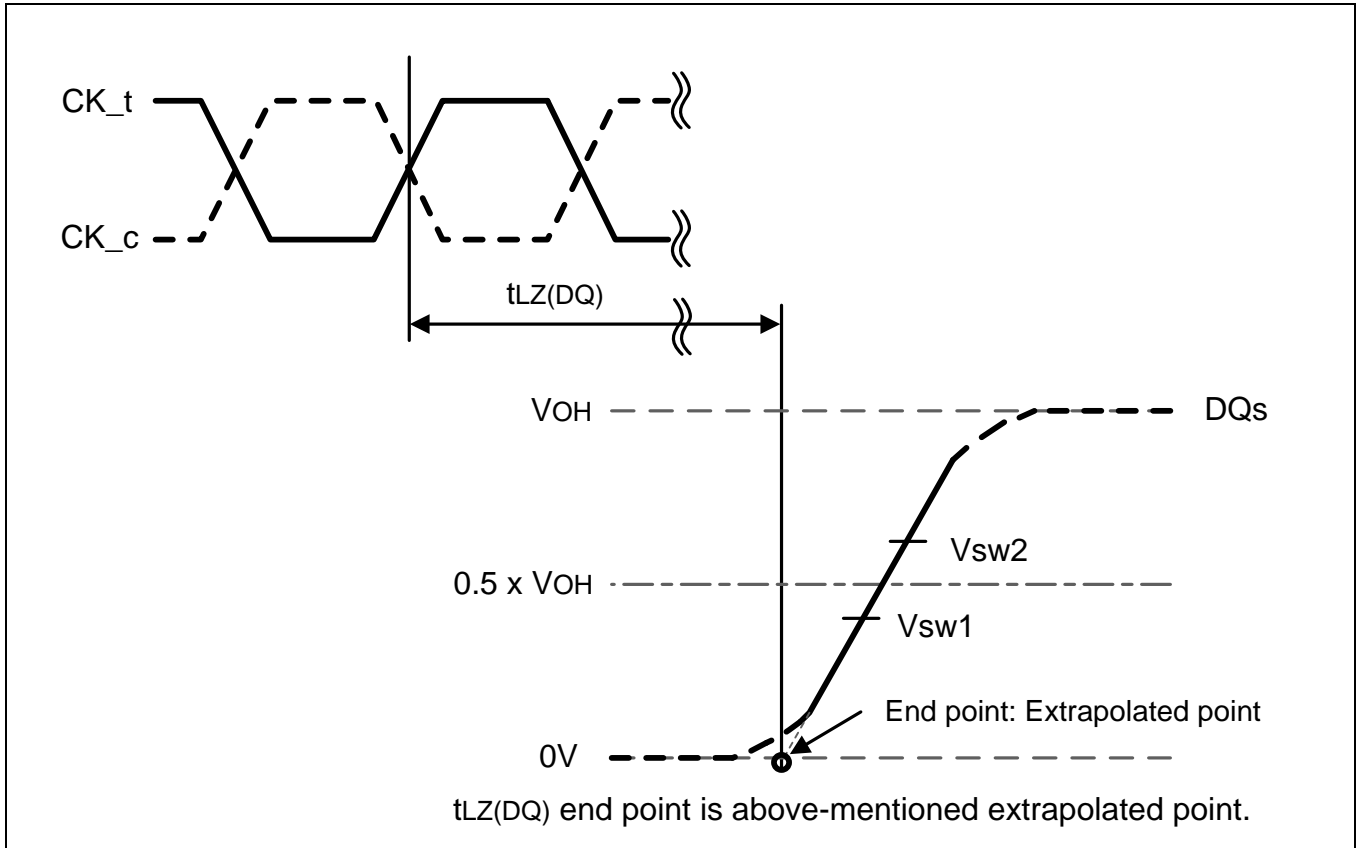 CK_t
CK_c
tLZ(DQ)
VOH
DQs
Vsw2
0.5 x VOH
Vsw1
End point: Extrapolated point
0V
tLZ(DQ) end point is above-mentioned extrapolated point.